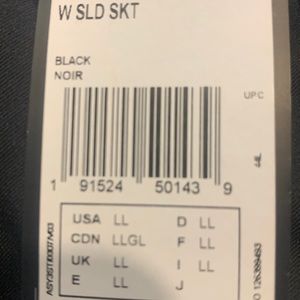 W SLD SKT
BLACK
NOIR
UPC
1 91524 50143 9
USA LL D LL
CDN LLGL F LL
UK LL I LL
E LL J